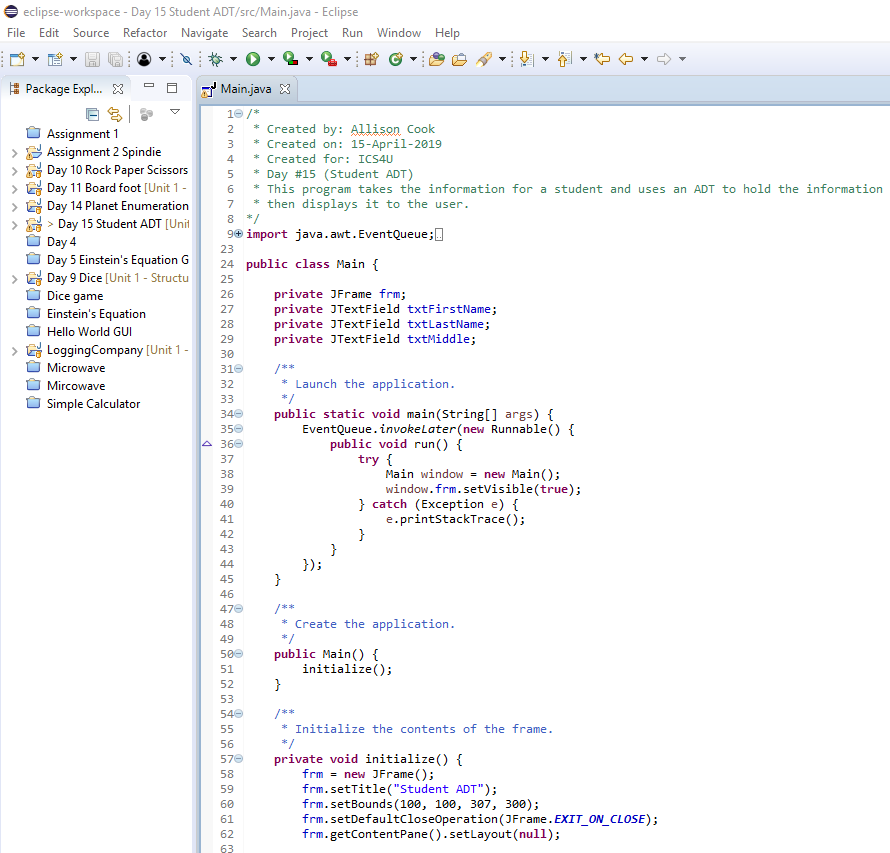 eclipse-workspace - Day 15 Student ADT/src/Main.java - Eclipse
File Edit Source Refactor Navigate Search Project Run Window Help
Package Expl...
Assignment 1
Assignment 2 Spindie
Day 10 Rock Paper Scissors
Day 11 Board foot [Unit 1 -
Day 14 Planet Enumeration
> Day 15 Student ADT [Unit
Day 4
Day 5 Einstein's Equation G
Day 9 Dice [Unit 1 - Structu
Dice game
Einstein's Equation
Hello World GUI
LoggingCompany [Unit 1 -
Microwave
Mircowave
Simple Calculator
Main.java
1 /*
2 * Created by: Allison Cook
3 * Created on: 15-April-2019
4 * Created for: ICS4U
5 * Day #15 (Student ADT)
6 * This program takes the information for a student and uses an ADT to hold the information
7 * then displays it to the user.
8 */
9 import java.awt.EventQueue;
23
24 public class Main {
25
26 private JFrame frm;
27 private JTextField txtFirstName;
28 private JTextField txtLastName;
29 private JTextField txtMiddle;
30
31 /**
32 * Launch the application.
33 */
34 public static void main(String[] args) {
35 EventQueue.invokeLater(new Runnable() {
36 public void run() {
37 try {
38 Main window = new Main();
39 window.frm.setVisible(true);
40 } catch (Exception e) {
41 e.printStackTrace();
42 }
43 }
44 });
45 }
46
47 /**
48 * Create the application.
49 */
50 public Main() {
51 initialize();
52 }
53
54 /**
55 * Initialize the contents of the frame.
56 */
57 private void initialize() {
58 frm = new JFrame();
59 frm.setTitle("Student ADT");
60 frm.setBounds(100, 100, 307, 300);
61 frm.setDefaultCloseOperation(JFrame.EXIT_ON_CLOSE);
62 frm.getContentPane().setLayout(null);
63